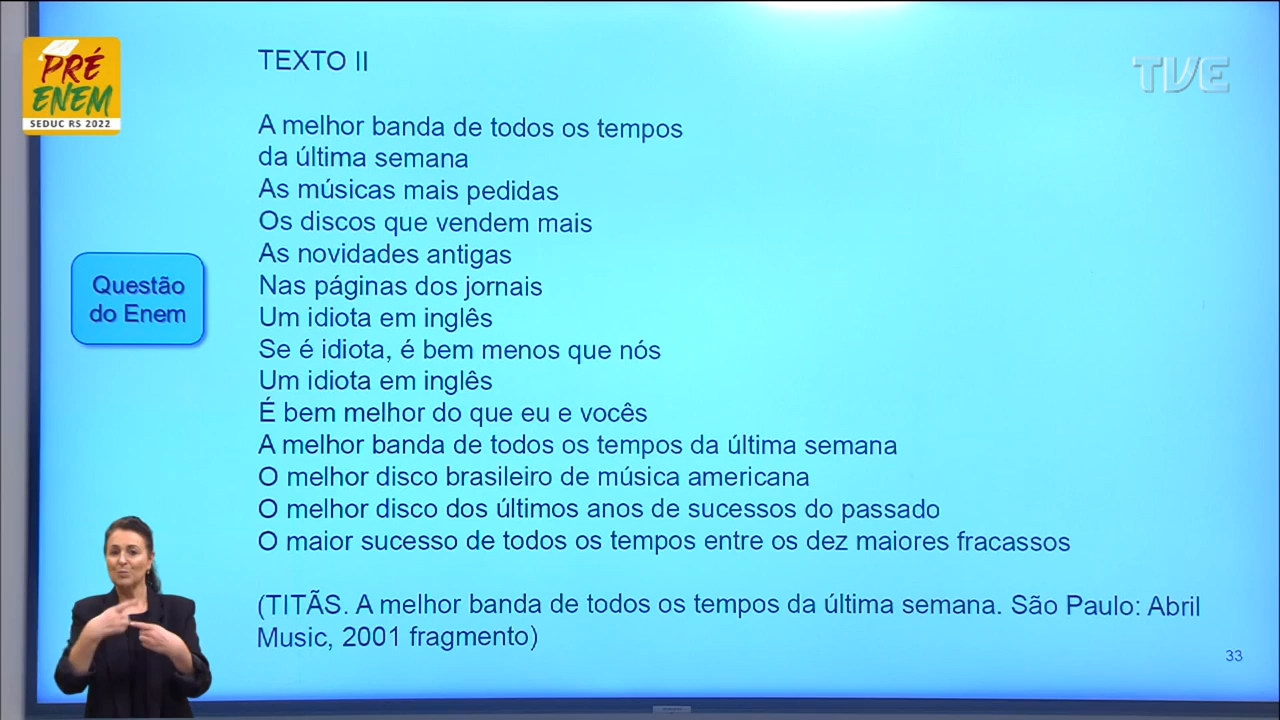 PRÉ
ENEM
SEDUC RS 2022
TVE
TEXTO II
A melhor banda de todos os tempos
da última semana
As músicas mais pedidas
Os discos que vendem mais
As novidades antigas
Nas páginas dos jornais
Um idiota em inglês
Se é idiota, é bem menos que nós
Um idiota em inglês
É bem melhor do que eu e vocês
A melhor banda de todos os tempos da última semana
O melhor disco brasileiro de música americana
O melhor disco dos últimos anos de sucessos do passado
O maior sucesso de todos os tempos entre os dez maiores fracassos
(TITÃS. A melhor banda de todos os tempos da última semana. São Paulo: Abril
Music, 2001 fragmento)
Questão
do Enem
33